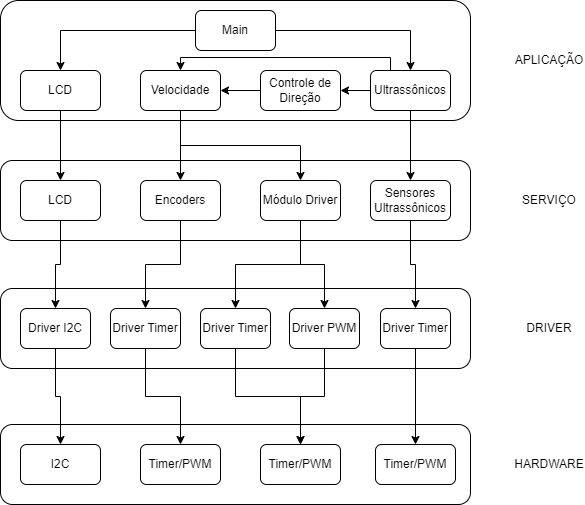 Main
APLICAÇÃO
LCD
Velocidade
Controle de
Direção
Ultrassônicos
LCD
Encoders
Módulo Driver
Sensores
Ultrassônicos
SERVIÇO
Driver I2C
Driver Timer
Driver Timer
Driver PWM
Driver Timer
DRIVER
I2C
Timer/PWM
Timer/PWM
Timer/PWM
HARDWARE